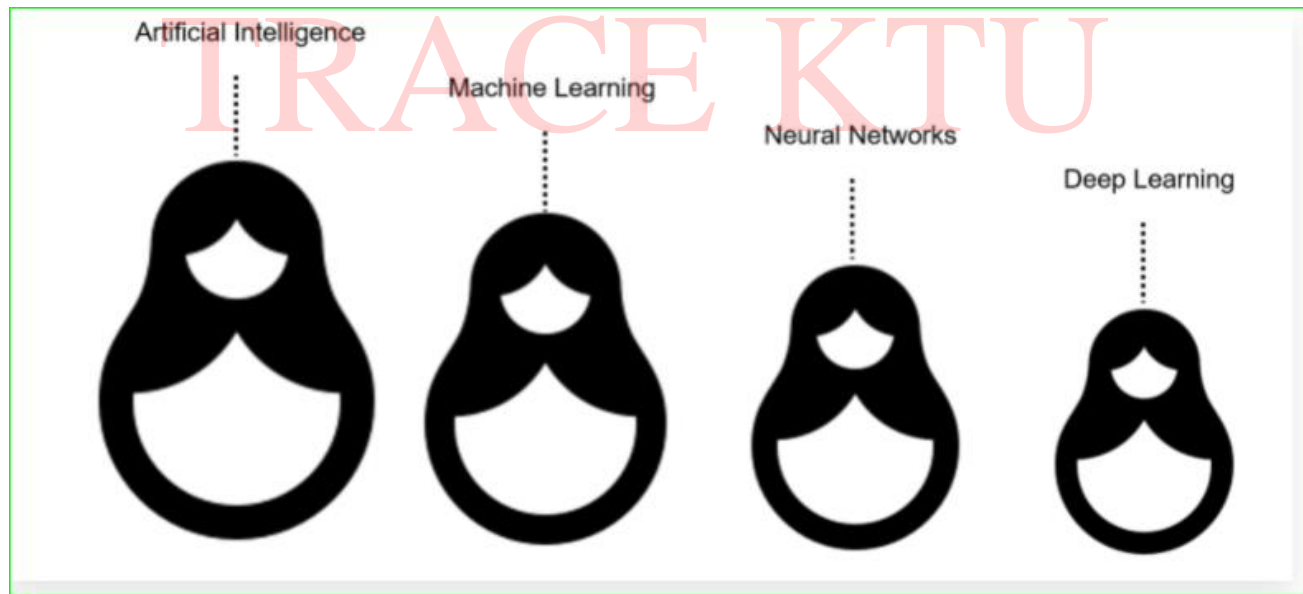 TRACE KTU
Artificial Intelligence
Machine Learning
Neural Networks
Deep Learning